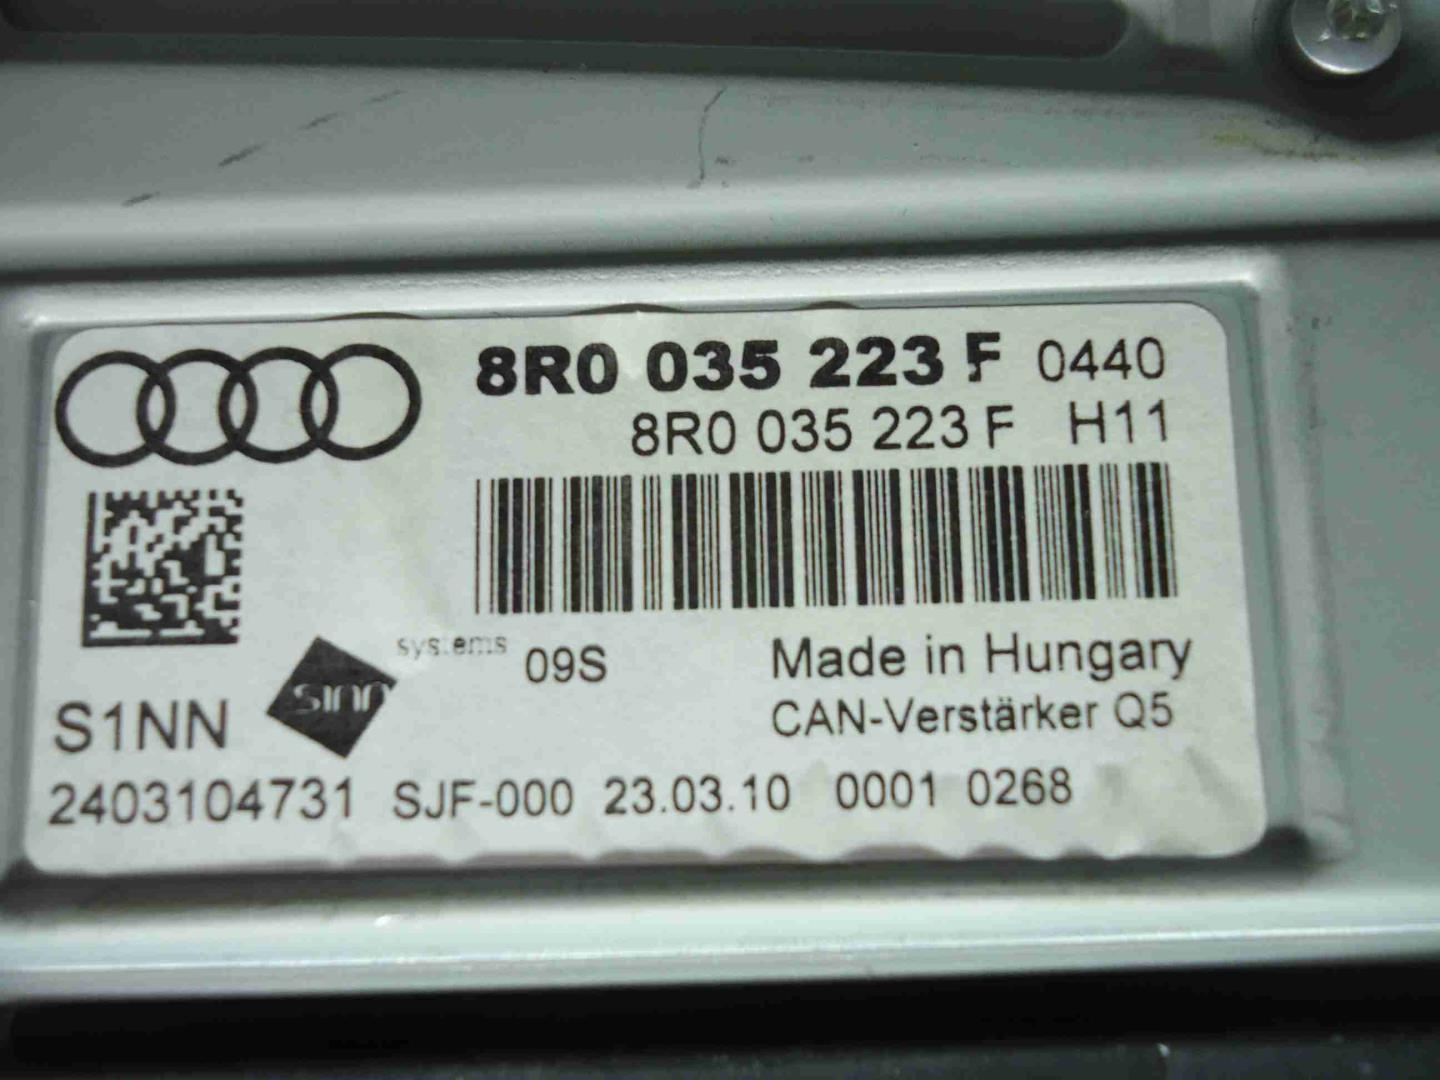 8R0 035 223 F 0440
8R0 035 223 F H11
systems
09S
Made in Hungary
S1NN
CAN-Verstärker Q5
2403104731 SJF-000 23.03.10 0001 0268